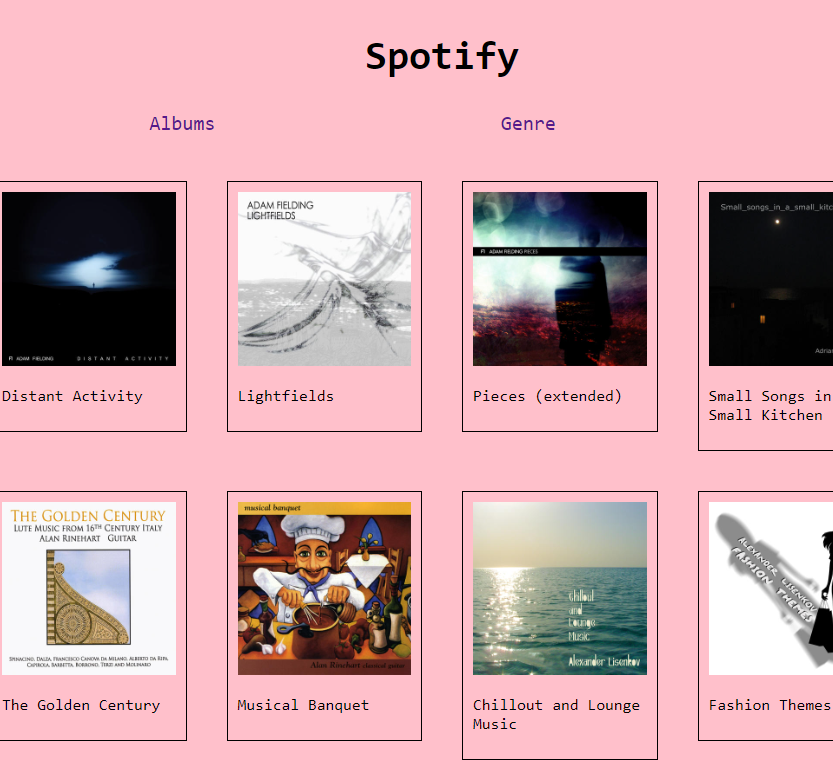 Spotify
Albums
Genre
FI ADAM FIELDING
DISTANT ACTIVITY
ADAM FIELDING
LIGHTFIELDS
FI ADAM FIELDING PIECES
Small_songs_in_a_small_kitc
Adria
Distant Activity
Lightfields
Pieces (extended)
Small Songs in
Small Kitchen
THE GOLDEN CENTURY
LUTE MUSIC FROM 16TH CENTURY ITALY
ALAN RINEHART GUITAR
SPINACINO, DALZA, FRANCESCO CANOVA DA MILANO, ALBERTO DA RIPA,
CAPIROLA, BARBETTA, BORRONO, TERZI AND MOLINARO
musical banquet
Alan Rinehart classical guitar
Chillout
and
Lounge
Music
Alexander Lisenkov
ALEXANDER LISENKOV
FASHION THEMES
The Golden Century
Musical Banquet
Chillout and Lounge
Music
Fashion Themes